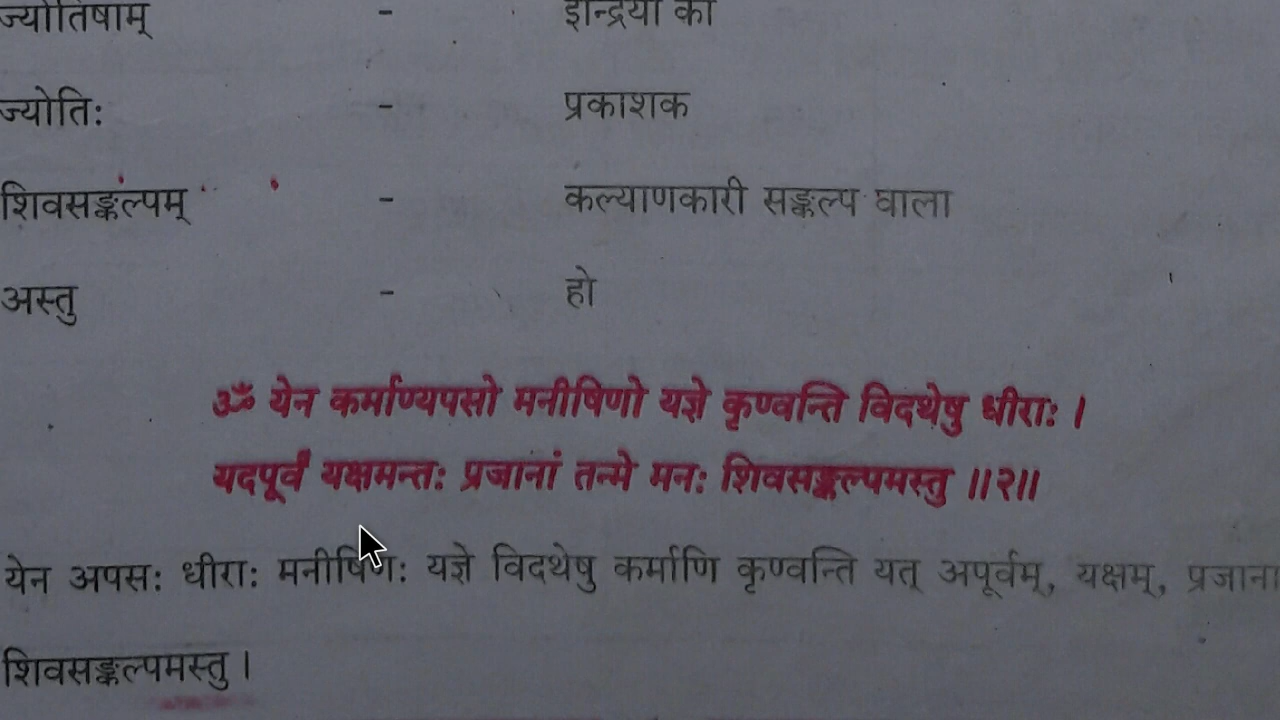 ज्योतिषाम् - इन्द्रियों का
ज्योतिः - प्रकाशक
शिवसङ्कल्पम् - कल्याणकारी सङ्कल्प वाला
अस्तु - हो
ॐ येन कर्माण्यपसो मनीषिणो यज्ञे कृण्वन्ति विदथेषु धीराः ।
यदपूर्वं यक्षमन्तः प्रजानां तन्मे मनः शिवसङ्कल्पमस्तु ॥२॥
येन अपसः धीराः मनीषिणः यज्ञे विदथेषु कर्माणि कृण्वन्ति यत् अपूर्वम्, यक्षम्, प्रजाना
शिवसङ्कल्पमस्तु ।